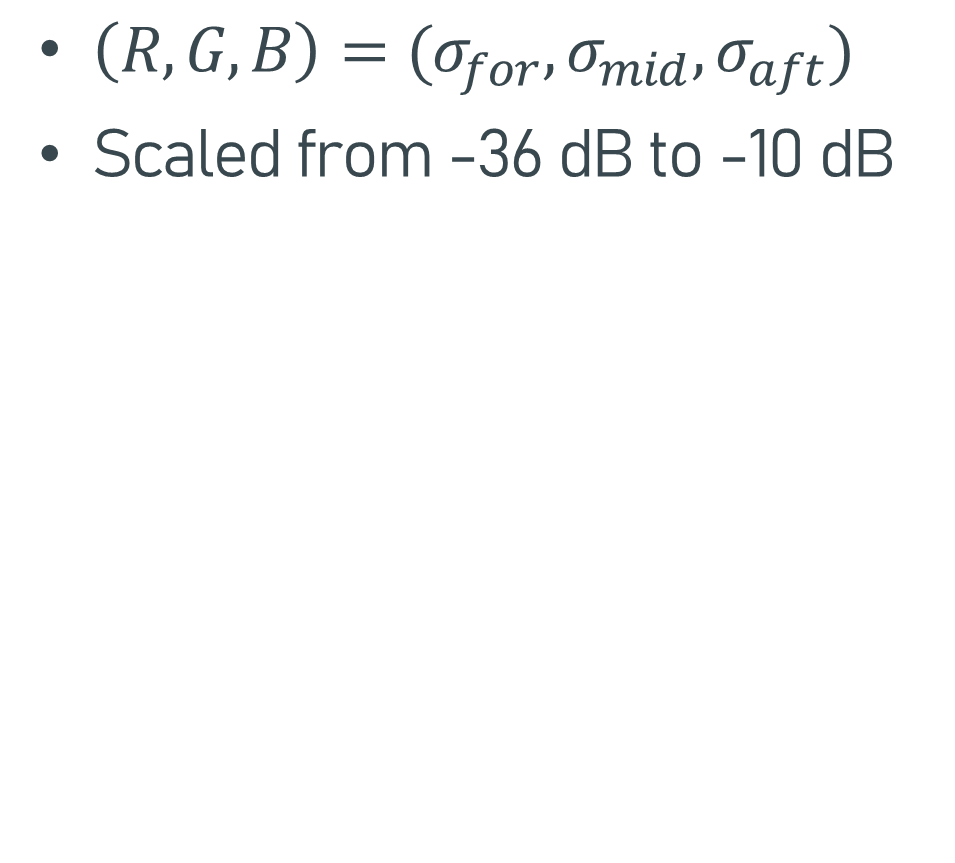 • (R, G, B) = (σ_for, σ_mid, σ_aft)
• Scaled from -36 dB to -10 dB